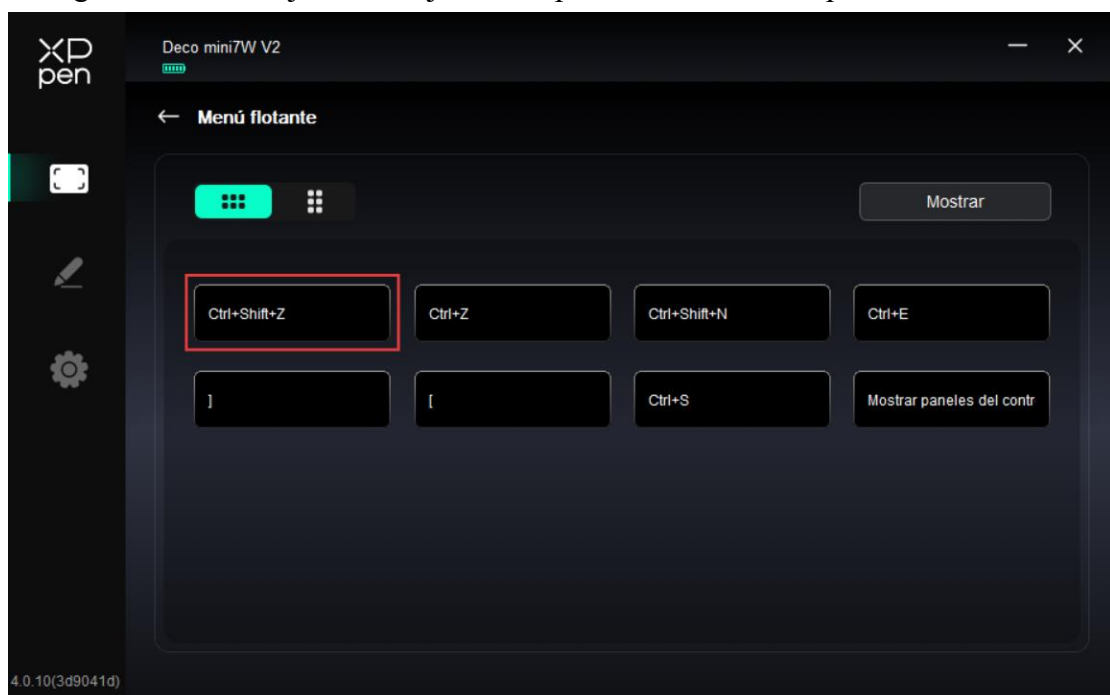 XP
pen
Deco mini7W V2
Menú flotante
Mostrar
Ctrl+Shift+Z
Ctrl+Z
Ctrl+Shift+N
Ctrl+E
]
[
Ctrl+S
Mostrar paneles del contr
4.0.10(3d9041d)